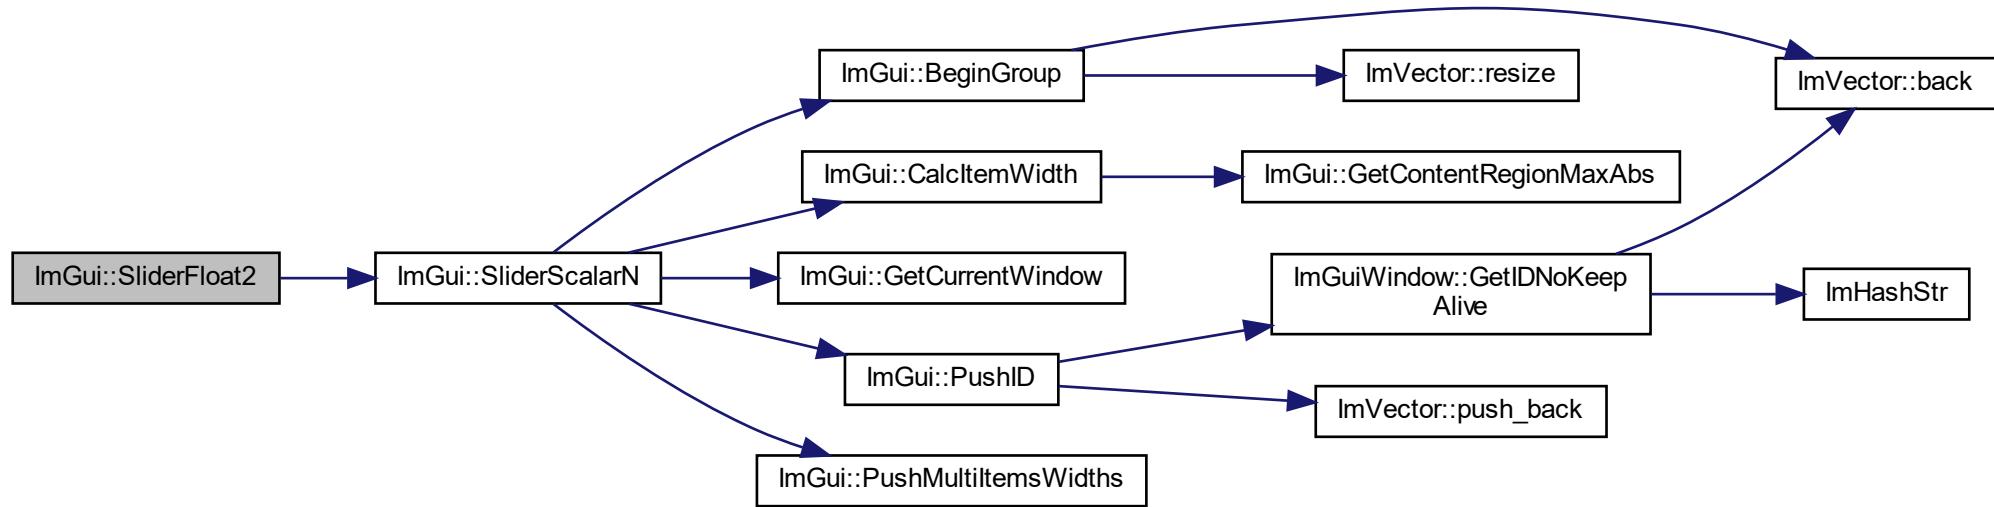 ImGui::BeginGroup
ImVector::resize
ImVector::back
ImGui::CalcItemWidth
ImGui::GetContentRegionMaxAbs
ImGui::SliderFloat2
ImGui::SliderScalarN
ImGui::GetCurrentWindow
ImGuiWindow::GetIDNoKeep
Alive
ImHashStr
ImGui::PushID
ImVector::push_back
ImGui::PushMultiItemsWidths